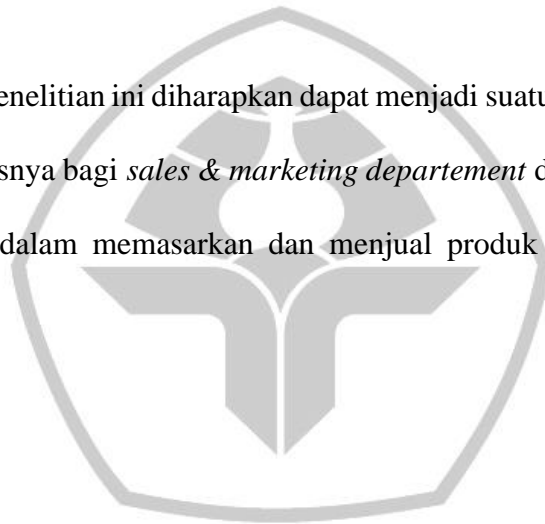 enelitian ini diharapkan dapat menjadi suatu
snya bagi sales & marketing departement d
dalam memasarkan dan menjual produk